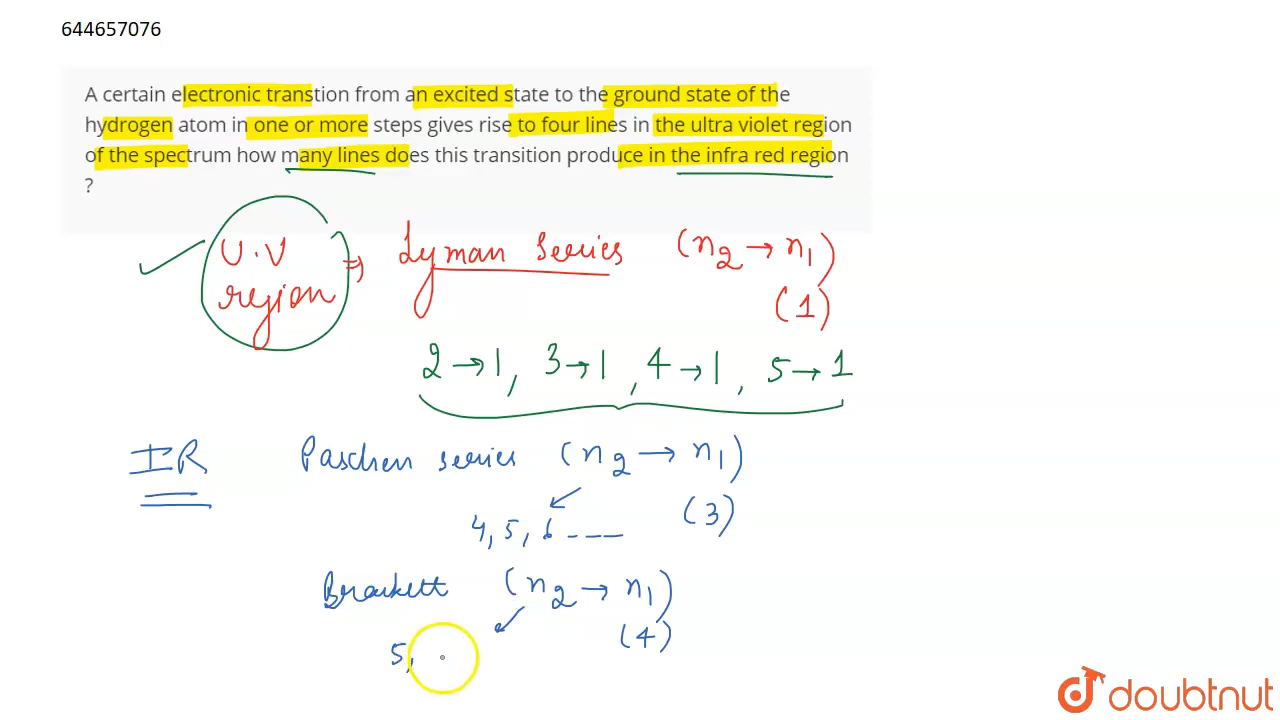 644657076
A certain electronic transtion from an excited state to the ground state of the
hydrogen atom in one or more steps gives rise to four lines in the ultra violet region
of the spectrum how many lines does this transition produce in the infra red region
?
U.V region ⇒ Lyman Series (n2 → n1)
(1)
2→1, 3→1, 4→1, 5→1
IR Paschen series (n2 → n1)
4, 5, 6 --- (3)
Brackett (n2 → n1)
5, (4)
doubtnut